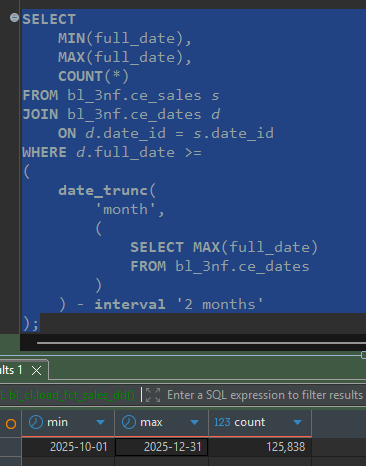 SELECT
MIN(full_date),
MAX(full_date),
COUNT(*)
FROM bl_3nf.ce_sales s
JOIN bl_3nf.ce_dates d
ON d.date_id = s.date_id
WHERE d.full_date >=
(
date_trunc(
'month',
(
SELECT MAX(full_date)
FROM bl_3nf.ce_dates
)
) - interval '2 months'
);
ults 1
Enter a SQL expression to filter results
min max 123 count
2025-10-01 2025-12-31 125,838